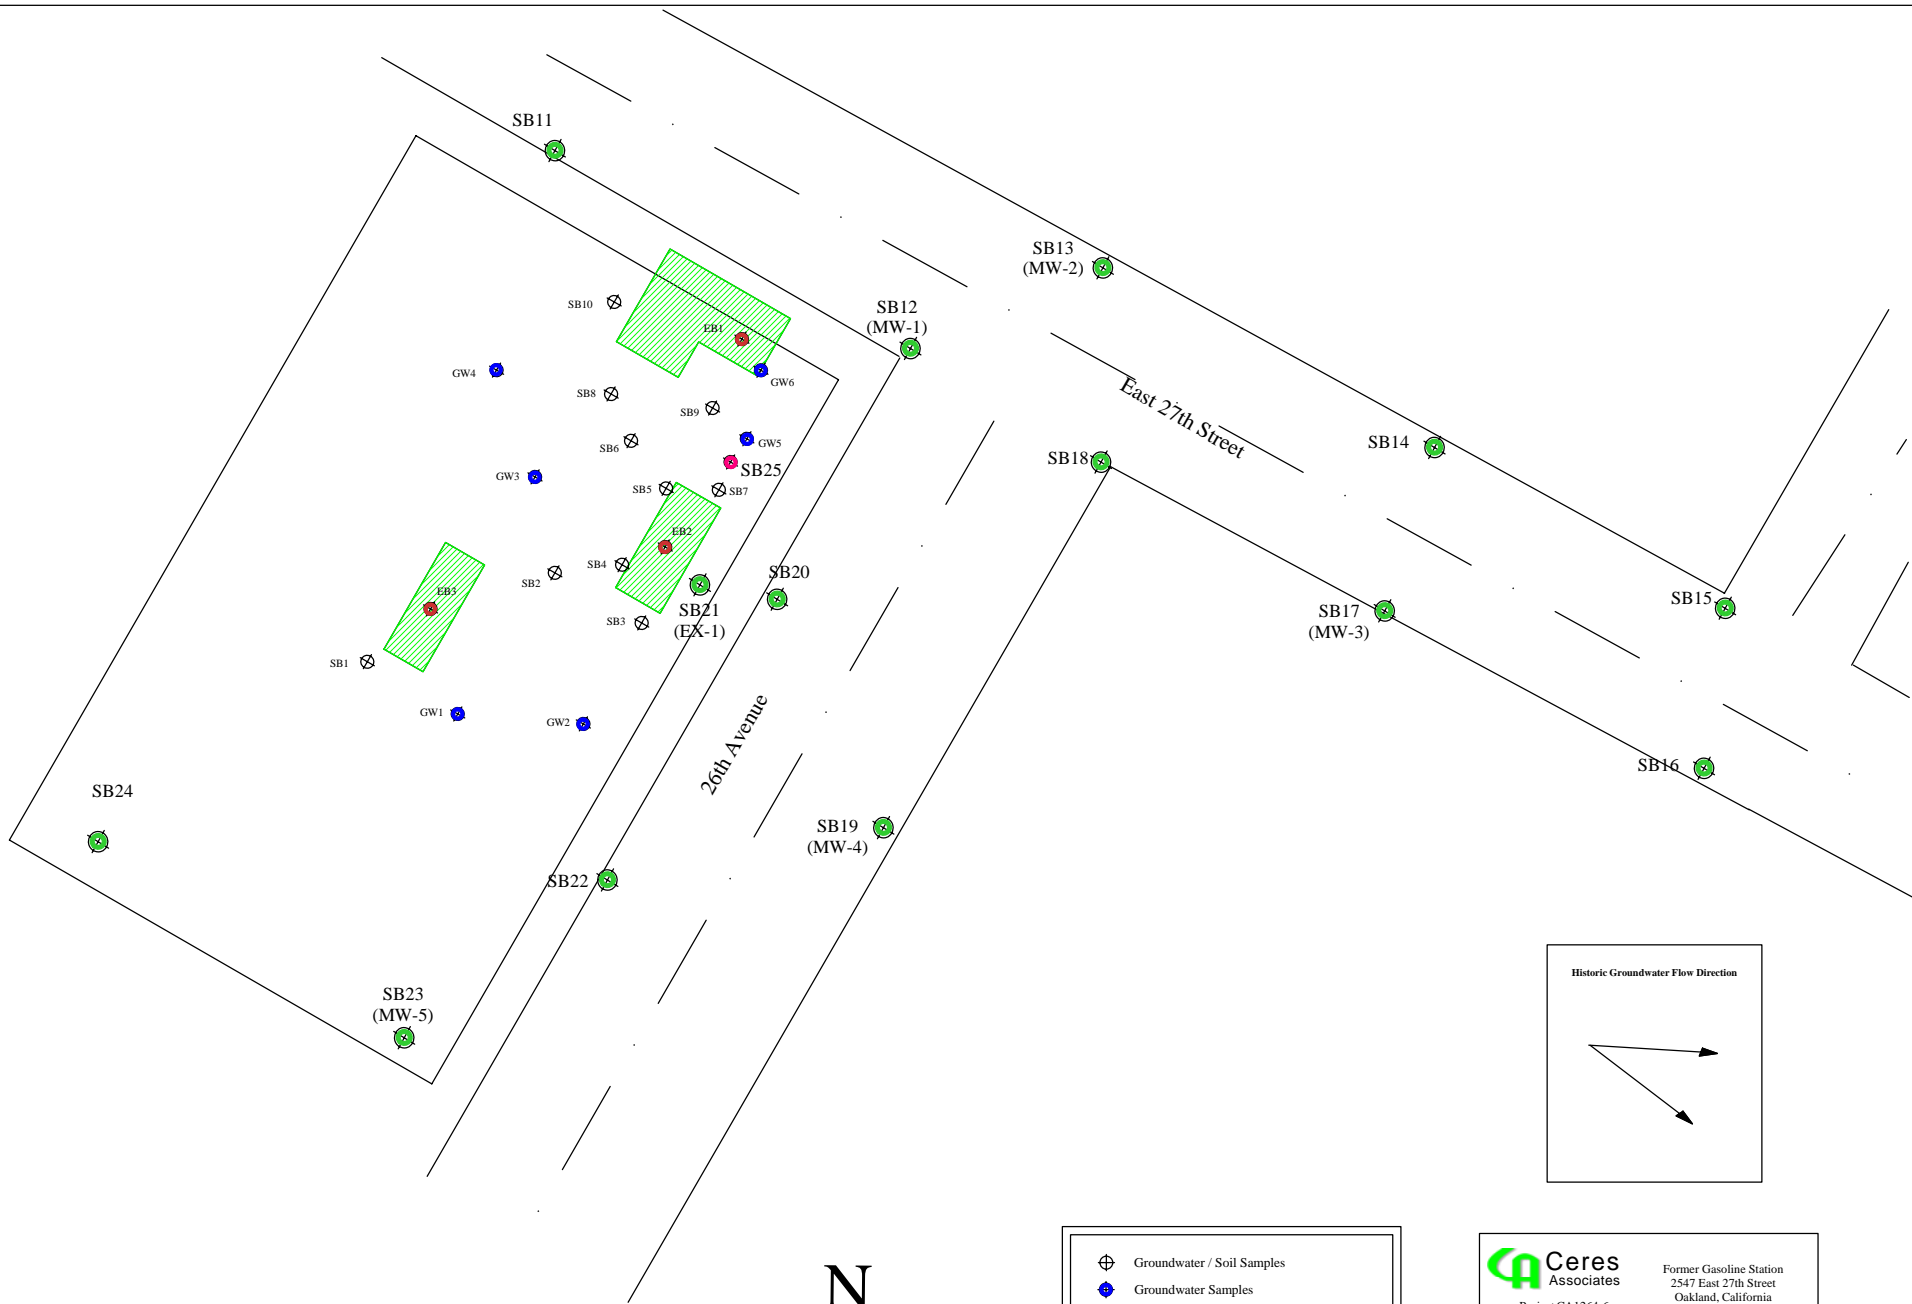 SB11
SB13
(MW-2)
SB12
(MW-1)
SB10
EB1
GW4
GW6
SB8
SB9
East 27th Street
SB6
GW5
SB14
SB18
SB25
GW3
SB5
SB7
EB2
SB4
SB20
SB2
EB3
SB21
(EX-1)
SB15
SB17
(MW-3)
SB3
SB1
GW1
GW2
26th Avenue
SB16
SB24
SB19
(MW-4)
SB22
SB23
(MW-5)
Historic Groundwater Flow Direction
N
Groundwater / Soil Samples
Groundwater Samples
CA Ceres
Associates
Former Gasoline Station
2547 East 27th Street
Oakland, California